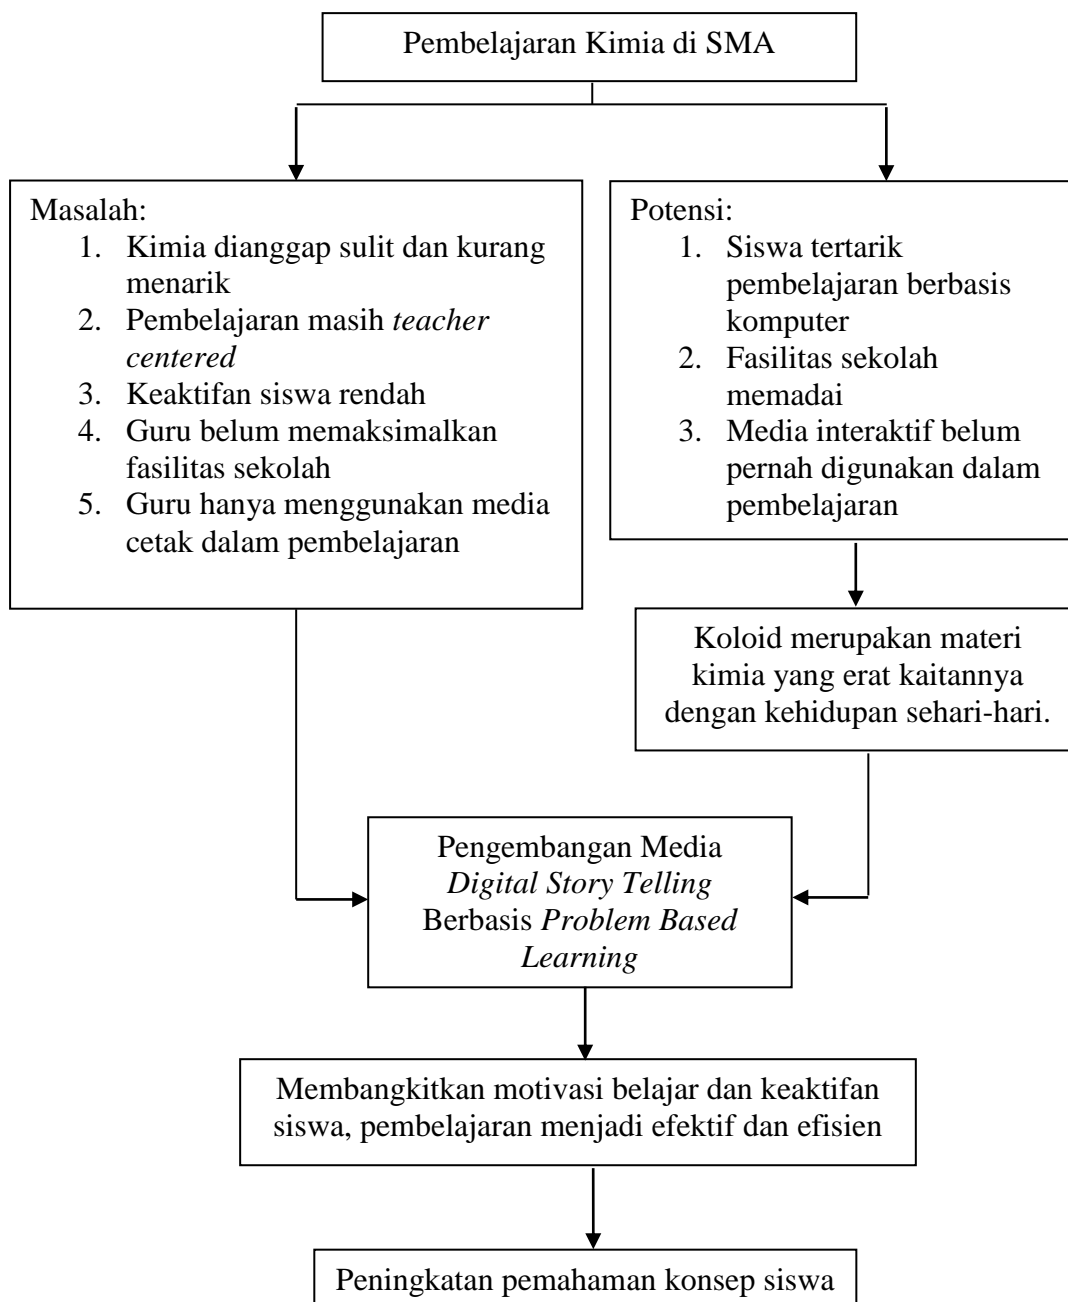 Pembelajaran Kimia di SMA
Masalah:
1. Kimia dianggap sulit dan kurang
menarik
2. Pembelajaran masih teacher
centered
3. Keaktifan siswa rendah
4. Guru belum memaksimalkan
fasilitas sekolah
5. Guru hanya menggunakan media
cetak dalam pembelajaran
Potensi:
1. Siswa tertarik
pembelajaran berbasis
komputer
2. Fasilitas sekolah
memadai
3. Media interaktif belum
pernah digunakan dalam
pembelajaran
Koloid merupakan materi
kimia yang erat kaitannya
dengan kehidupan sehari-hari.
Pengembangan Media
Digital Story Telling
Berbasis Problem Based
Learning
Membangkitkan motivasi belajar dan keaktifan
siswa, pembelajaran menjadi efektif dan efisien
Peningkatan pemahaman konsep siswa